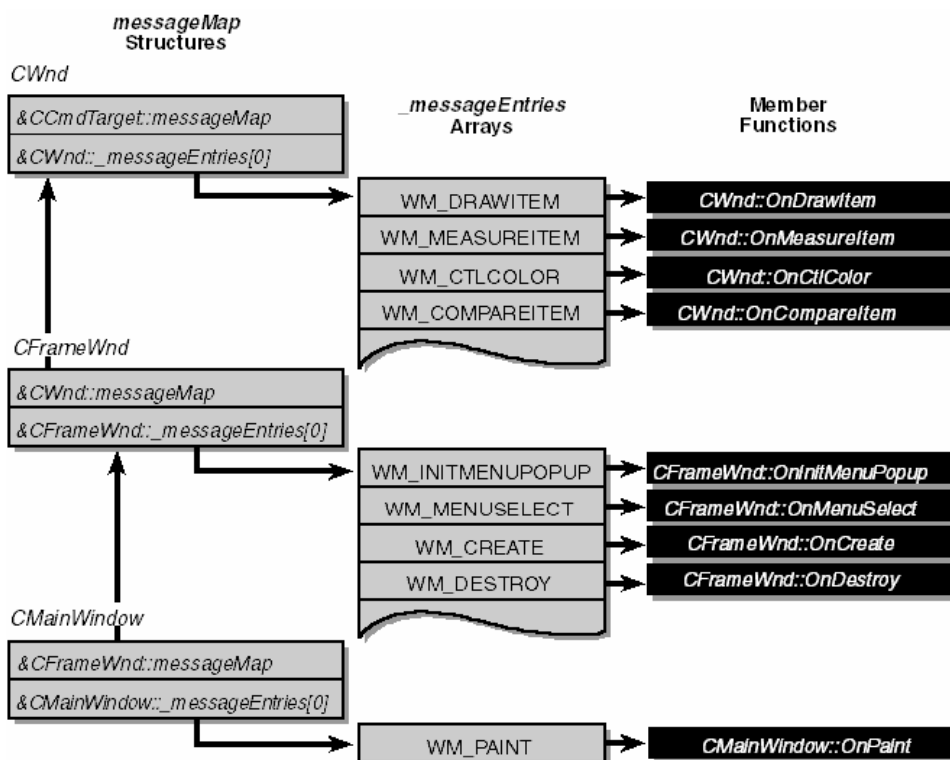 messageMap
Structures
CWnd
&CCmdTarget::messageMap
&CWnd::_messageEntries[0]
_messageEntries
Arrays
Member
Functions
WM_DRAWITEM
CWnd::OnDrawItem
WM_MEASUREITEM
CWnd::OnMeasureItem
WM_CTLCOLOR
CWnd::OnCtlColor
WM_COMPAREITEM
CWnd::OnCompareItem
CFrameWnd
&CWnd::messageMap
&CFrameWnd::_messageEntries[0]
WM_INITMENUPOPUP
CFrameWnd::OnInitMenuPopup
WM_MENUSELECT
CFrameWnd::OnMenuSelect
WM_CREATE
CFrameWnd::OnCreate
WM_DESTROY
CFrameWnd::OnDestroy
CMainWindow
&CFrameWnd::messageMap
&CMainWindow::_messageEntries[0]
WM_PAINT
CMainWindow::OnPaint